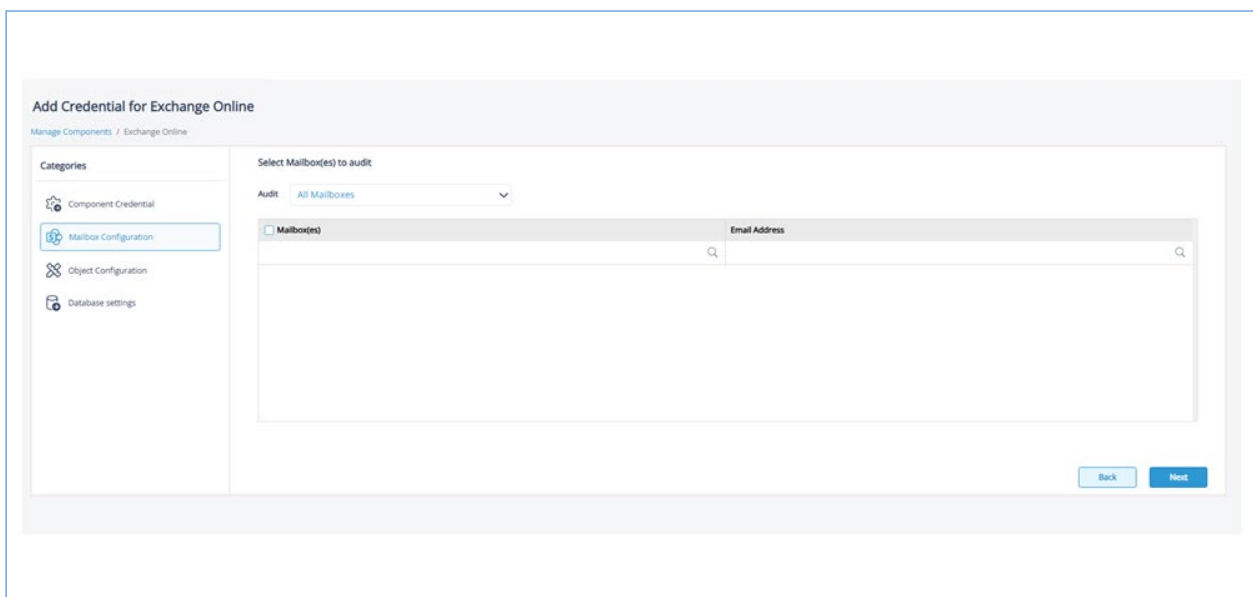 Add Credential for Exchange Online
Manage Components / Exchange Online
Categories
Component Credential
Mailbox Configuration
Object Configuration
Database settings
Select Mailbox(es) to audit
Audit All Mailboxes
Mailbox(es) Email Address
Back Next